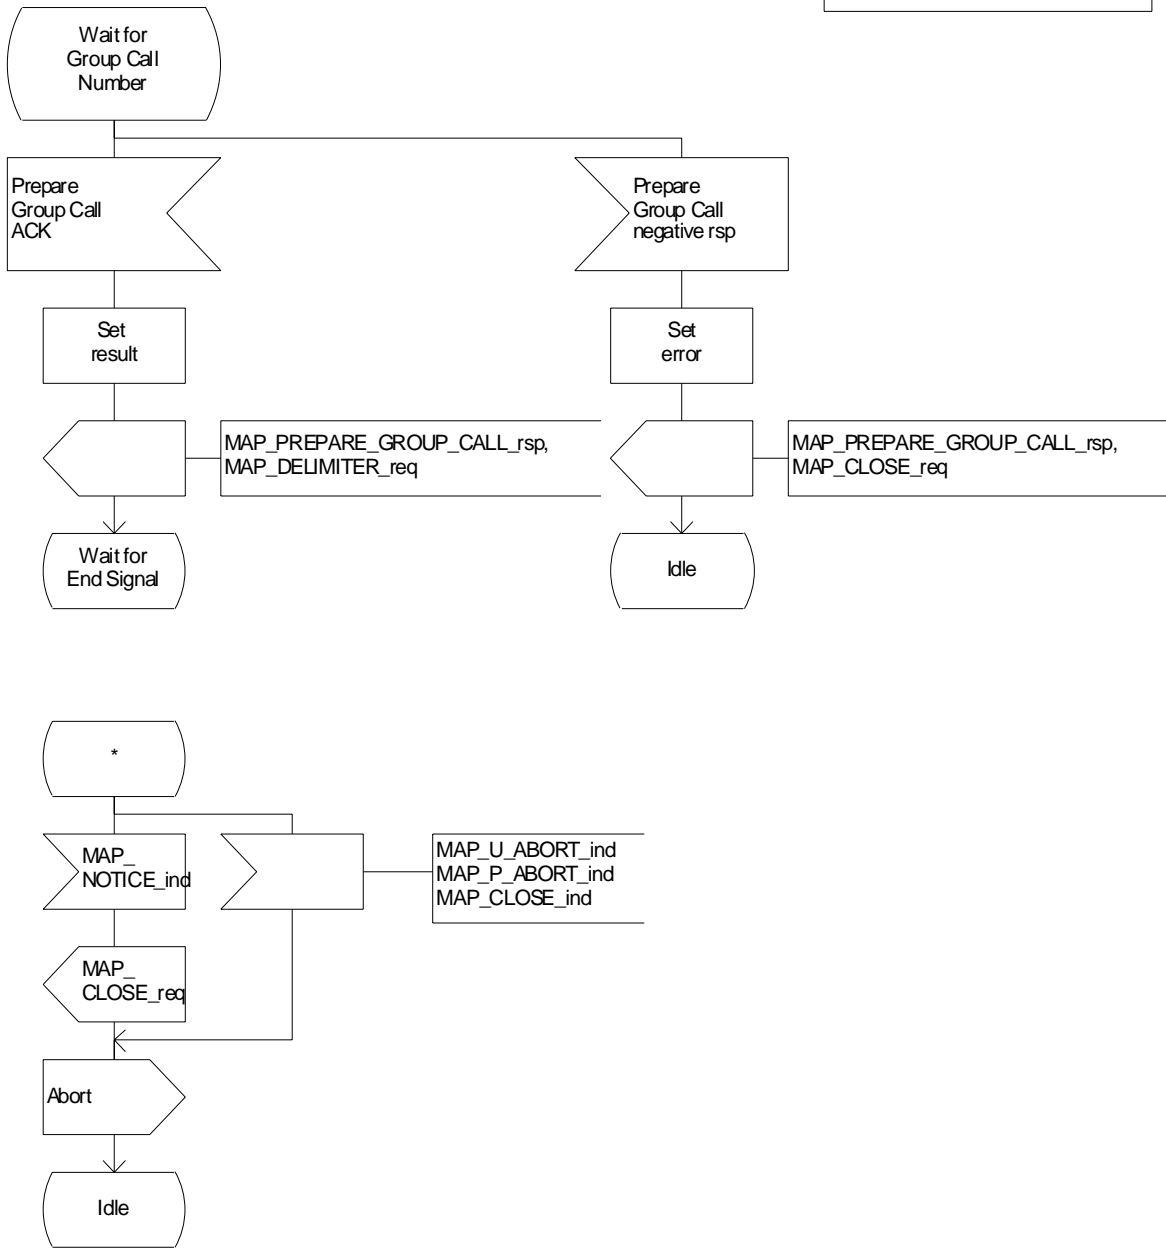 Wait for
Group Call
Number
Prepare
Group Call
ACK
Prepare
Group Call
negative rsp
Set
result
Set
error
MAP_PREPARE_GROUP_CALL_rsp,
MAP_DELIMITER_req
MAP_PREPARE_GROUP_CALL_rsp,
MAP_CLOSE_req
Wait for
End Signal
Idle
*
MAP_
NOTICE_ind
MAP_U_ABORT_ind
MAP_P_ABORT_ind
MAP_CLOSE_ind
MAP_
CLOSE_req
Abort
Idle